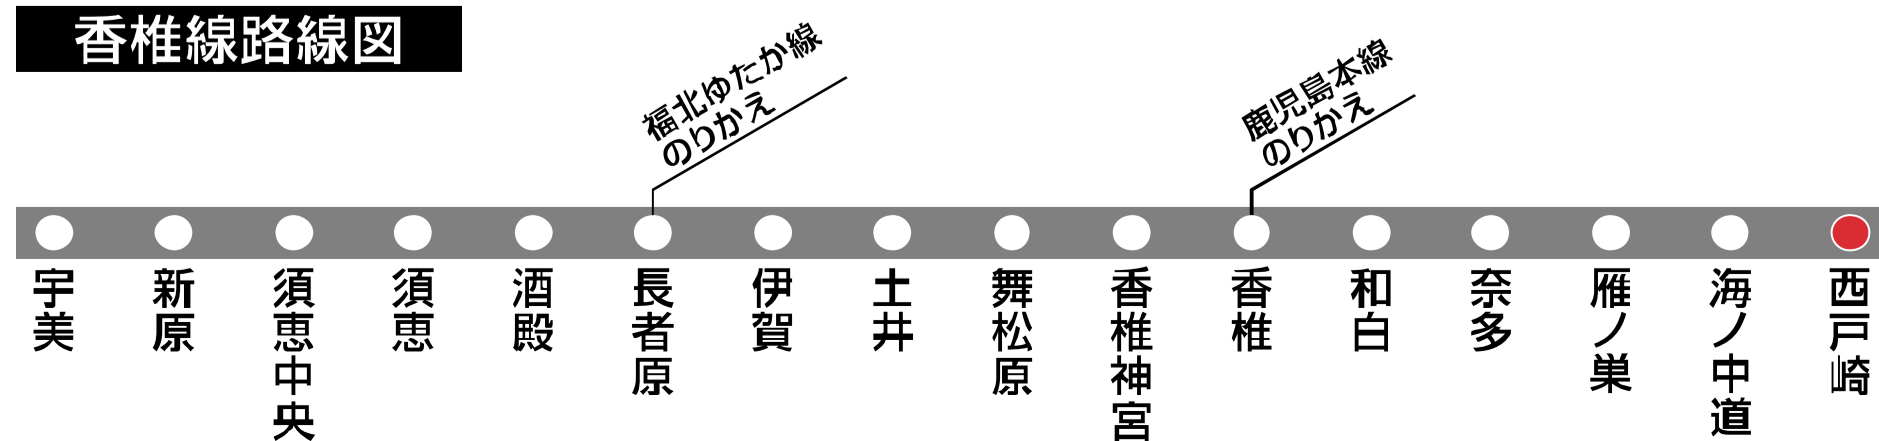 香椎線路線図
福北ゆたか線
のりかえ
鹿児島本線
のりかえ
宇美
新原
須恵中央
須恵
酒殿
長者原
伊賀
土井
舞松原
香椎神宮
香椎
和白
奈多
雁ノ巣
海ノ中道
西戸崎